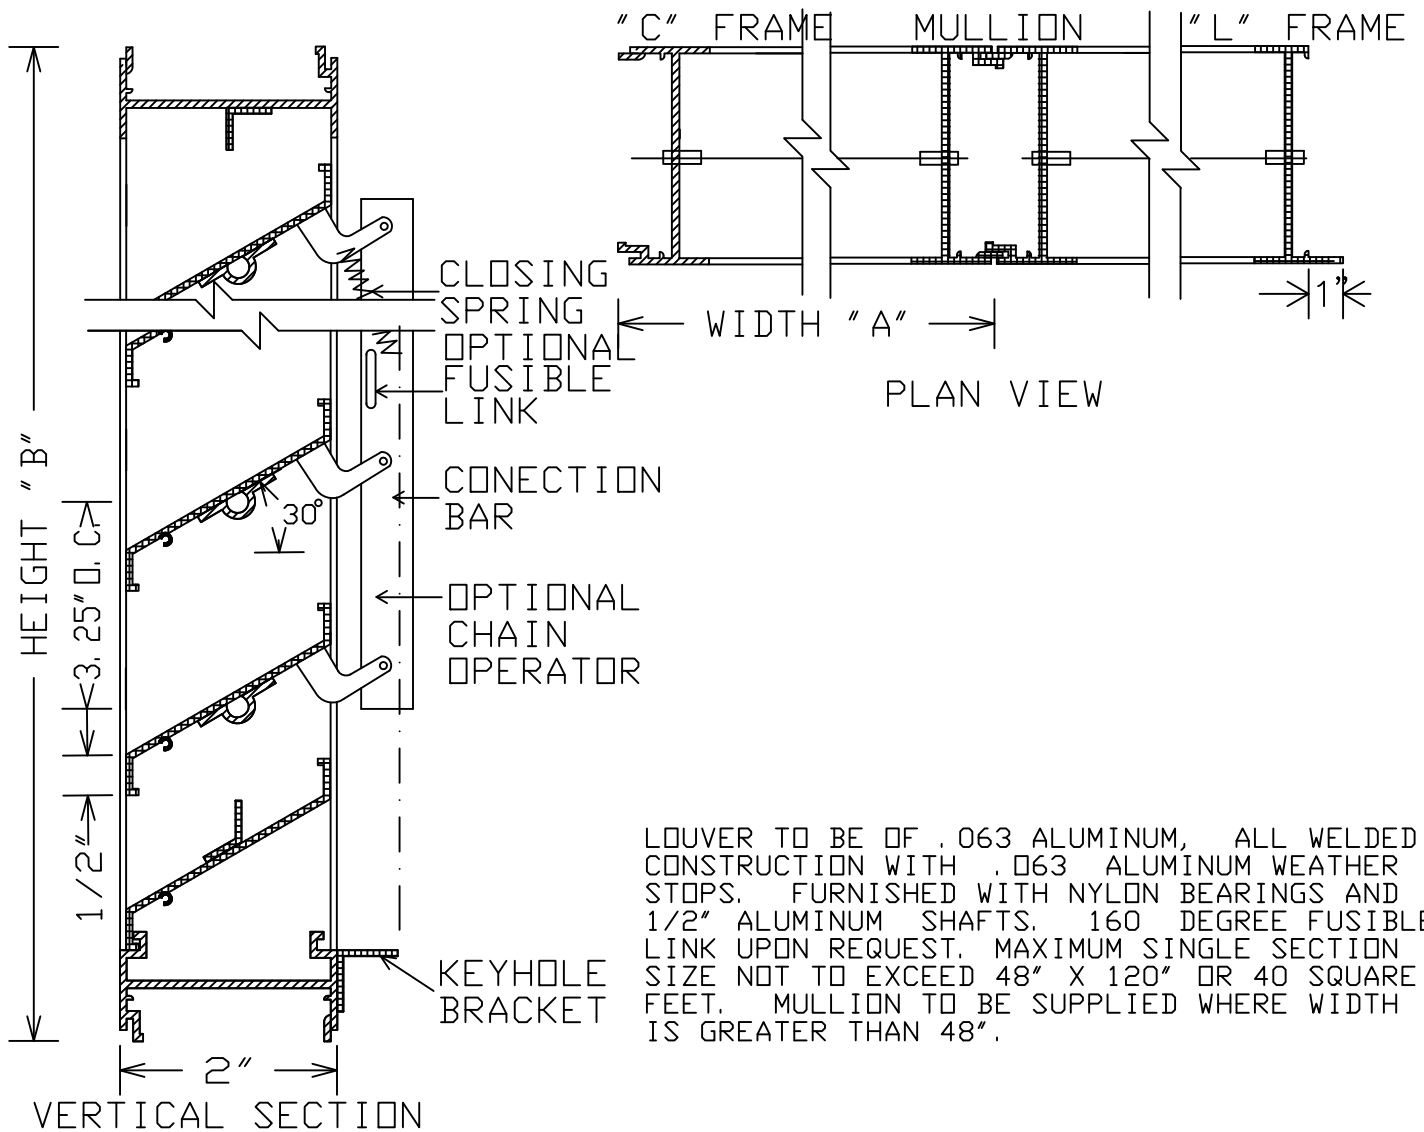 "C" FRAME MULLION "L" FRAME
CLOSING
SPRING
OPTIONAL
FUSIBLE
LINK
1"
WIDTH "A"
PLAN VIEW
HEIGHT "B"
3.25"O.C.
30°
CONECTION
BAR
OPTIONAL
CHAIN
OPERATOR
1/2"
LOUVER TO BE OF .063 ALUMINUM, ALL WELDED
CONSTRUCTION WITH .063 ALUMINUM WEATHER
STOPS. FURNISHED WITH NYLON BEARINGS AND
1/2" ALUMINUM SHAFTS. 160 DEGREE FUSIBLE
LINK UPON REQUEST. MAXIMUM SINGLE SECTION
SIZE NOT TO EXCEED 48" X 120" OR 40 SQUARE
FEET. MULLION TO BE SUPPLIED WHERE WIDTH
IS GREATER THAN 48".
KEYHOLE
BRACKET
2"
VERTICAL SECTION